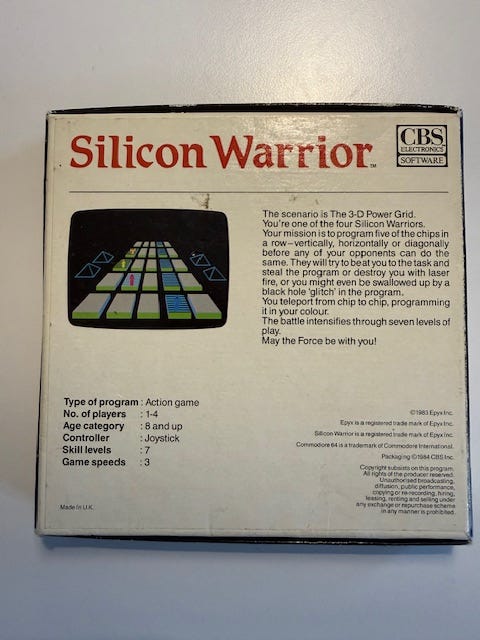 Silicon Warrior™
CBS
ELECTRONICS
SOFTWARE
The scenario is The 3-D Power Grid.
You're one of the four Silicon Warriors.
Your mission is to program five of the chips in
a row–vertically, horizontally or diagonally
before any of your opponents can do the
same. They will try to beat you to the task and
steal the program or destroy you with laser
fire, or you might even be swallowed up by a
black hole 'glitch' in the program.
You teleport from chip to chip, programming
it in your colour.
The battle intensifies through seven levels of
play.
May the Force be with you!
Type of program : Action game
No. of players : 1-4
Age category : 8 and up
Controller : Joystick
Skill levels : 7
Game speeds : 3
©1983 Epyx Inc.
Epyx is a registered trade mark of Epyx Inc.
Silicon Warrior is a registered trade mark of Epyx Inc.
Commodore 64 is a trademark of Commodore International.
Packaging ©1984 CBS Inc.
Copyright subsists on this program.
All rights of the producer reserved.
Unauthorised broadcasting,
diffusion, public performance,
copying or re-recording, hiring,
leasing, renting and selling under
any exchange or repurchase scheme
in any manner is prohibited.
Made In U.K.